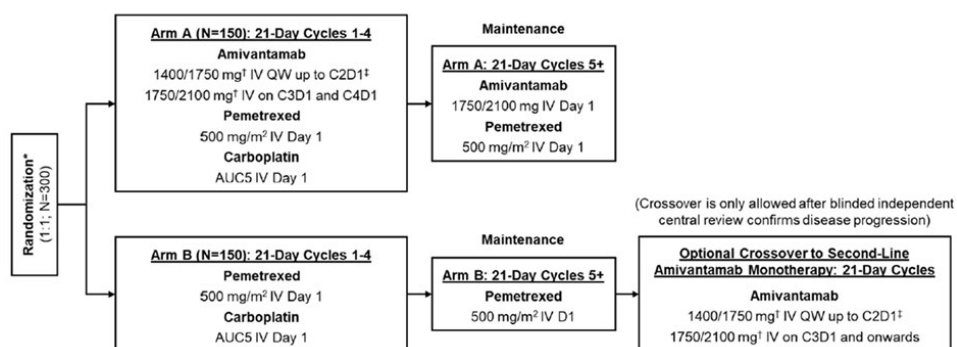 Randomization*
(1:1; N=300)
Arm A (N=150): 21-Day Cycles 1-4
Amivantamab
1400/1750 mg† IV QW up to C2D1‡
1750/2100 mg† IV on C3D1 and C4D1
Pemetrexed
500 mg/m² IV Day 1
Carboplatin
AUC5 IV Day 1
Maintenance
Arm A: 21-Day Cycles 5+
Amivantamab
1750/2100 mg IV Day 1
Pemetrexed
500 mg/m² IV Day 1
Arm B (N=150): 21-Day Cycles 1-4
Pemetrexed
500 mg/m² IV Day 1
Carboplatin
AUC5 IV Day 1
Maintenance
Arm B: 21-Day Cycles 5+
Pemetrexed
500 mg/m² IV D1
(Crossover is only allowed after blinded independent
central review confirms disease progression)
Optional Crossover to Second-Line
Amivantamab Monotherapy: 21-Day Cycles
Amivantamab
1400/1750 mg† IV QW up to C2D1‡
1750/2100 mg† IV on C3D1 and onwards